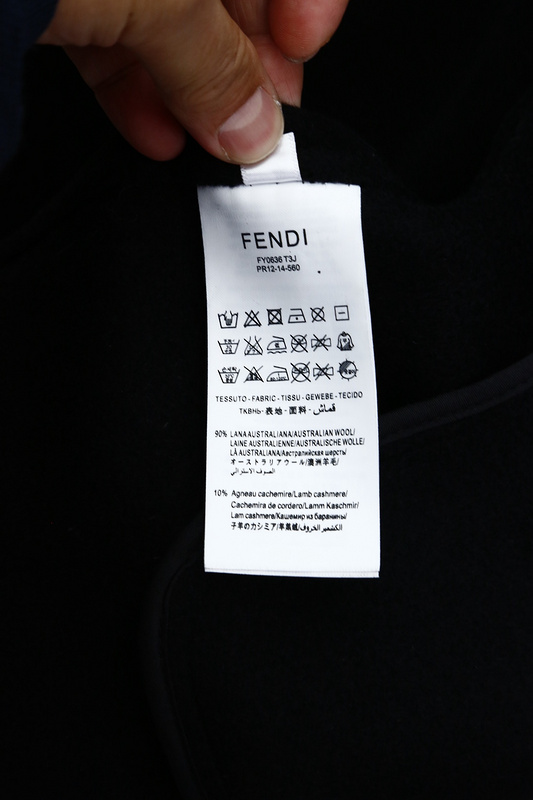 FENDI
FY0636 T3J
PR12-14-560
TESSUTO - FABRIC - TISSU - GEWEBE - TECIDO
ТКВНЬ - 表地 - 面料 - قماش
90% LANA AUSTRALIANA/AUSTRALIAN WOOL/
LAINE AUSTRALIENNE/AUSTRALISCHE WOLLE/
LÃ AUSTRALIANA/Австралийская шерсть/
オーストラリアウール/澳洲羊毛/
الصوف الاسترالي
10% Agneau cachemire/Lamb cashmere/
Cachemira de cordero/Lamm Kaschmir/
Lam cashmere/Кашемир из баранины/
子羊のカシミア/羊羔绒/الكشمير الخروف